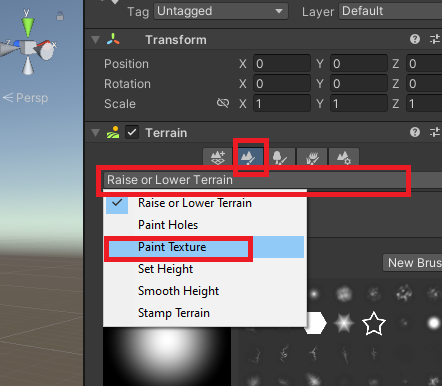 Tag Untagged Layer Default
Transform
Position X 0 Y 0 Z 0
Persp
Rotation X 0 Y 0 Z 0
Scale X 1 Y 1 Z 1
Terrain
Raise or Lower Terrain
Raise or Lower Terrain
Paint Holes
Paint Texture
Set Height
New Brus
Smooth Height
Stamp Terrain